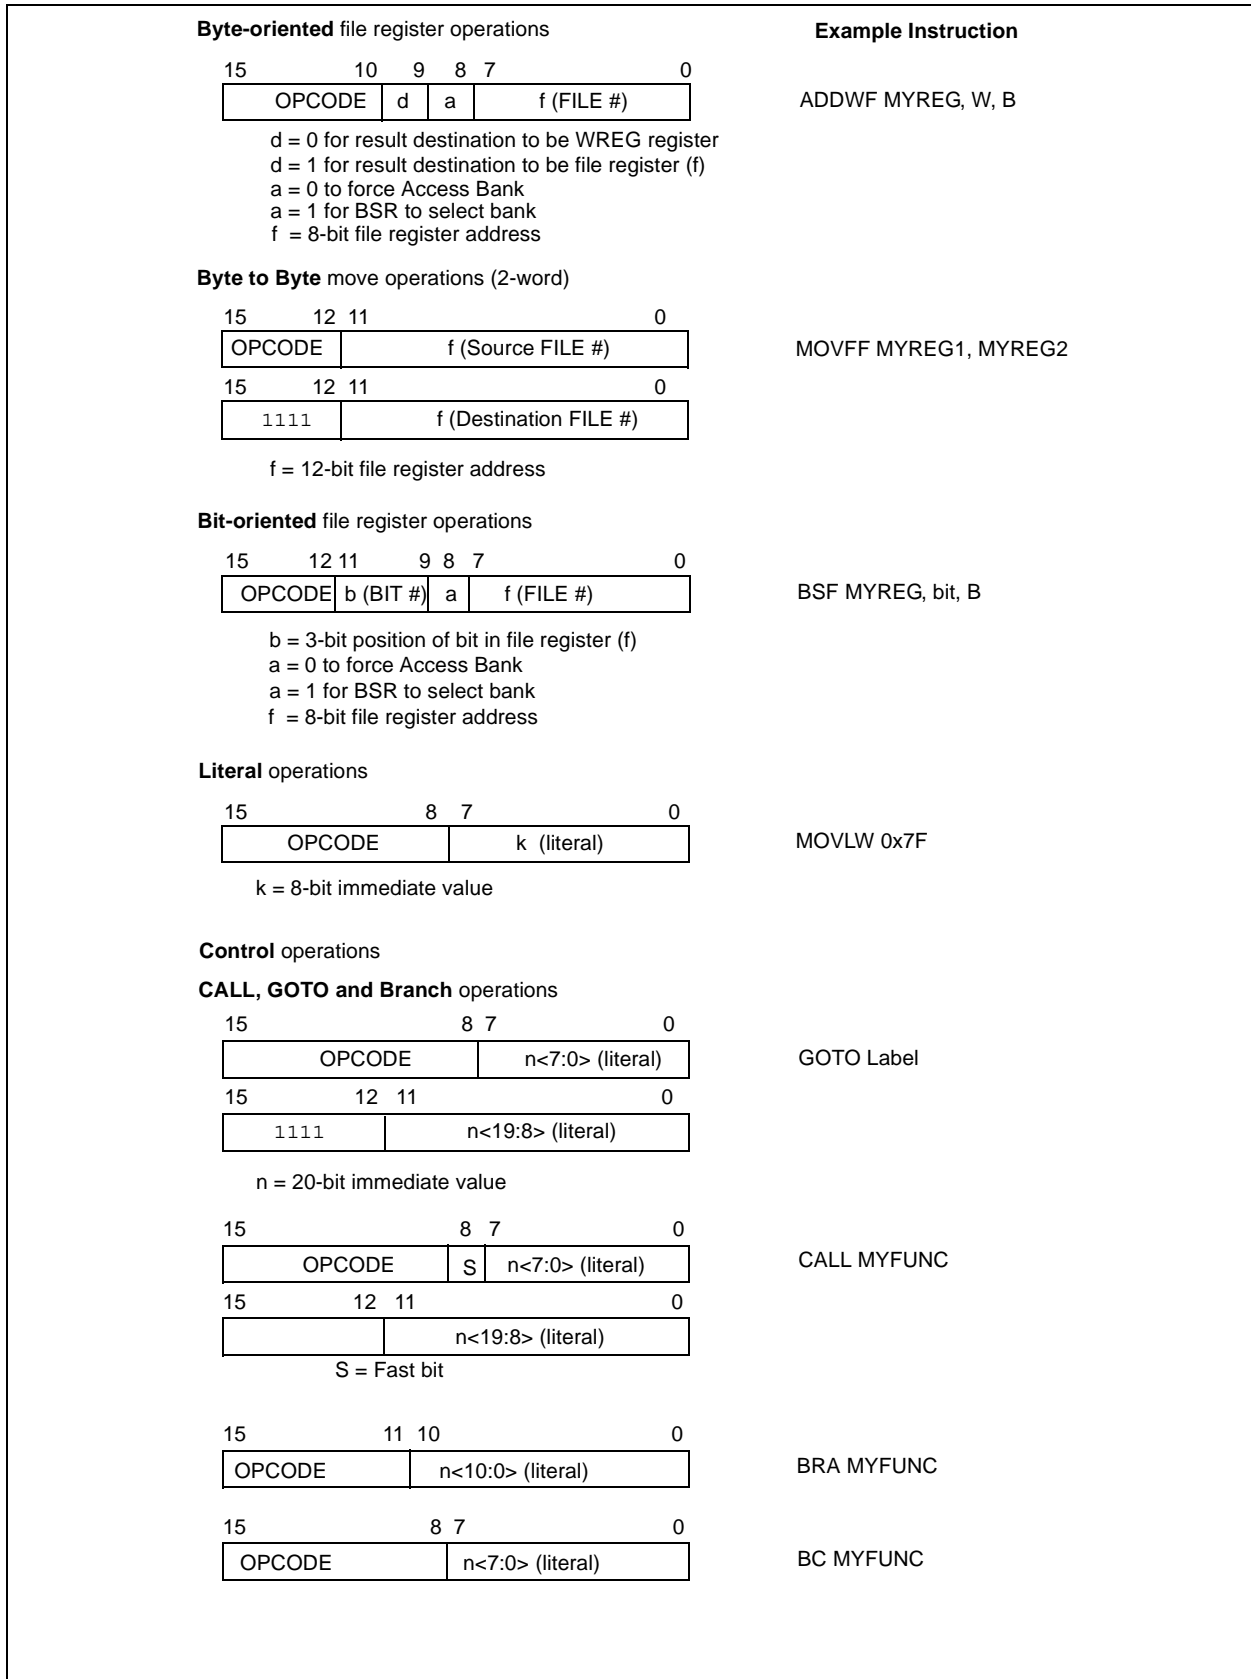 Byte-oriented file register operations
Example Instruction
15 10 9 8 7 0
OPCODE d a f (FILE #)
ADDWF MYREG, W, B
d = 0 for result destination to be WREG register
d = 1 for result destination to be file register (f)
a = 0 to force Access Bank
a = 1 for BSR to select bank
f = 8-bit file register address
Byte to Byte move operations (2-word)
15 12 11 0
OPCODE f (Source FILE #)
MOVFF MYREG1, MYREG2
15 12 11 0
1111 f (Destination FILE #)
f = 12-bit file register address
Bit-oriented file register operations
15 12 11 9 8 7 0
OPCODE b (BIT #) a f (FILE #)
BSF MYREG, bit, B
b = 3-bit position of bit in file register (f)
a = 0 to force Access Bank
a = 1 for BSR to select bank
f = 8-bit file register address
Literal operations
15 8 7 0
OPCODE k (literal)
MOVLW 0x7F
k = 8-bit immediate value
Control operations
CALL, GOTO and Branch operations
15 8 7 0
OPCODE n<7:0> (literal)
GOTO Label
15 12 11 0
1111 n<19:8> (literal)
n = 20-bit immediate value
15 8 7 0
OPCODE S n<7:0> (literal)
CALL MYFUNC
15 12 11 0
n<19:8> (literal)
S = Fast bit
15 11 10 0
OPCODE n<10:0> (literal)
BRA MYFUNC
15 8 7 0
OPCODE n<7:0> (literal)
BC MYFUNC